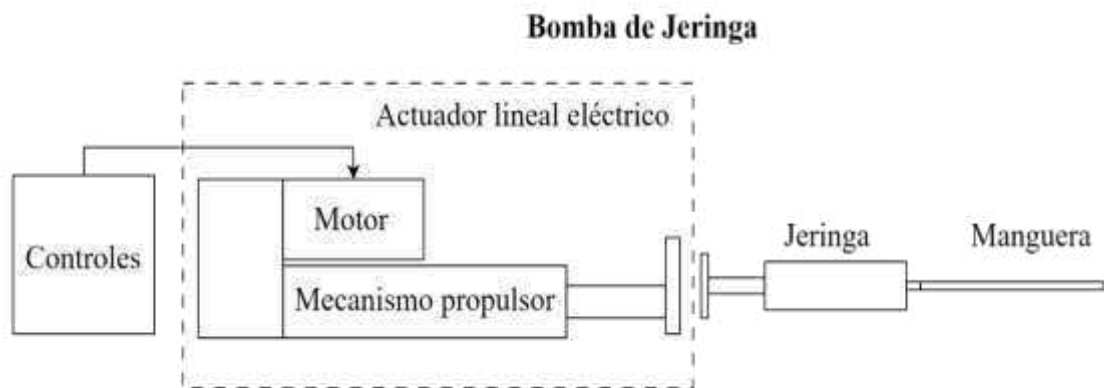 Bomba de Jeringa
Actuador lineal eléctrico
Controles
Motor
Mecanismo propulsor
Jeringa
Manguera